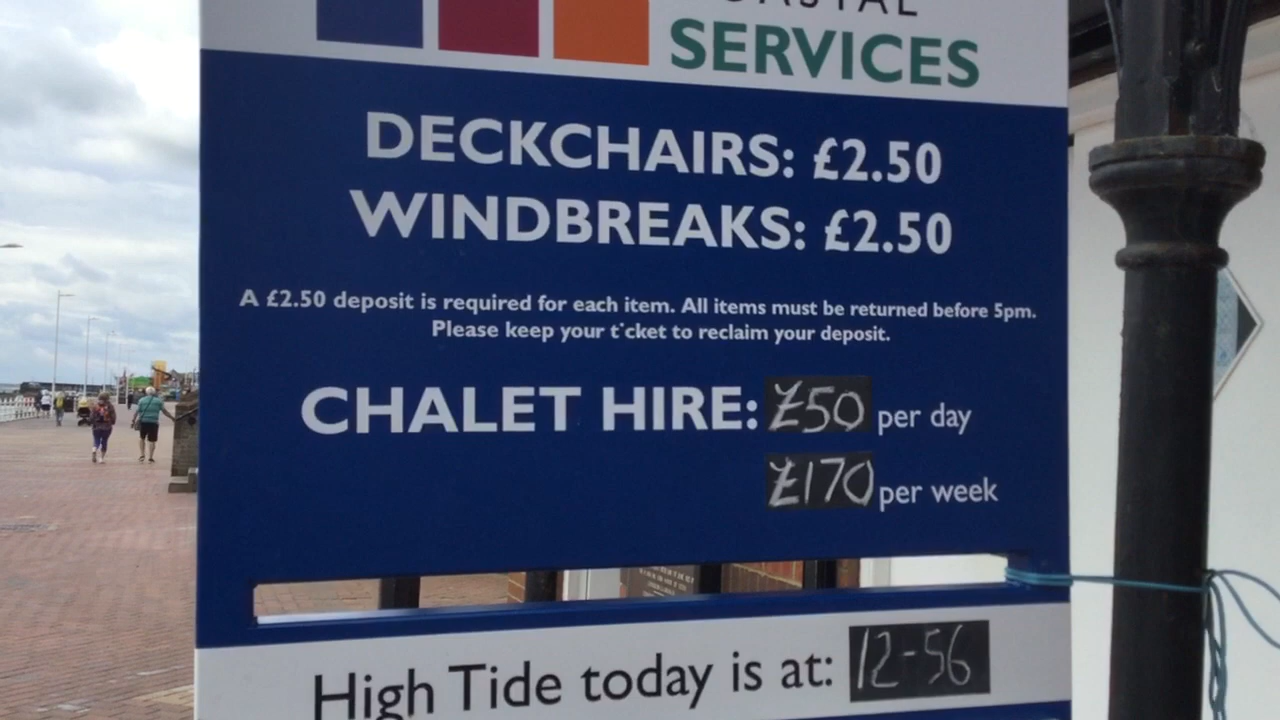 SERVICES
DECKCHAIRS: £2.50
WINDBREAKS: £2.50
A £2.50 deposit is required for each item. All items must be returned before 5pm.
Please keep your t'cket to reclaim your deposit.
CHALET HIRE: £50 per day
£170 per week
High Tide today is at: 12-56